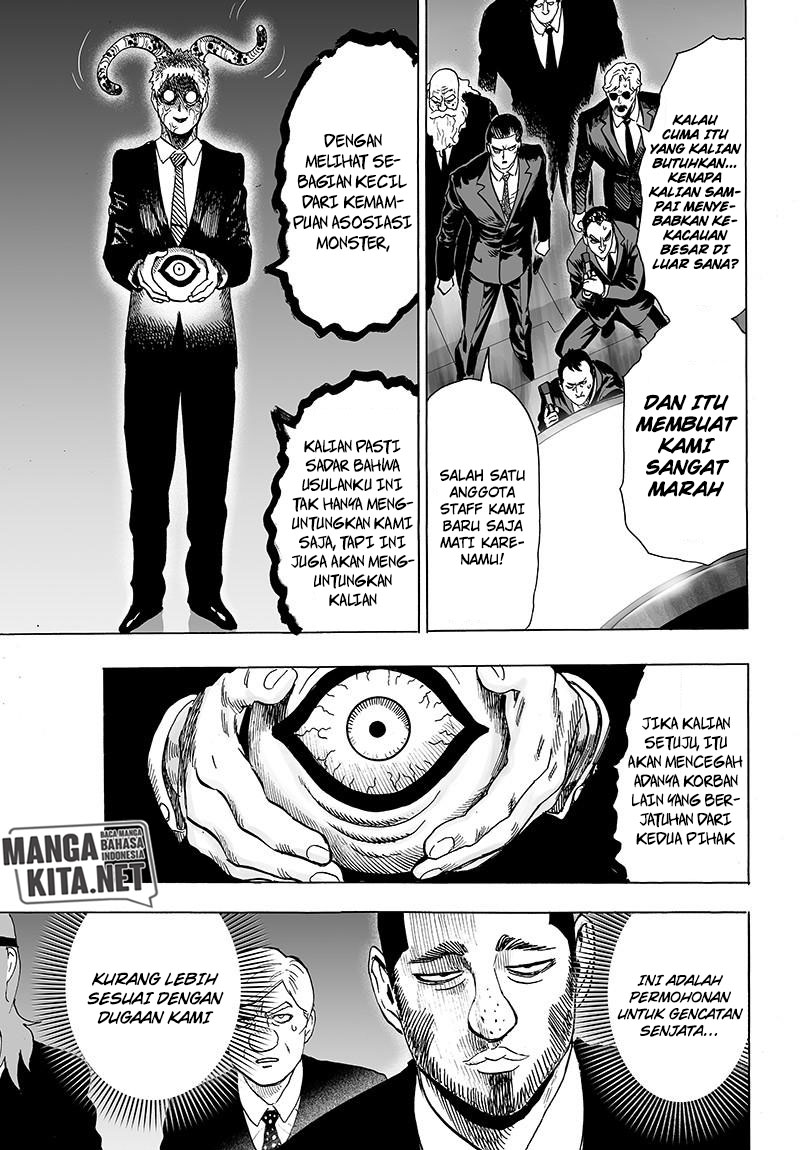 KALAU
CUMA ITU
YANG KALIAN
BUTUHKAN...
KENAPA
KALIAN SAM-
PAI MENYE-
BABKAN KE-
KACAUAN
BESAR DI
LUAR SANA?
DAN ITU
MEMBUAT
KAMI
SANGAT
MARAH
SALAH SATU
ANGGOTA
STAFF KAMI
BARU SAJA
MATI KARE-
NAMU!
DENGAN
MELIHAT SE-
BAGIAN KECIL
DARI KEMAM-
PUAN ASOSIASI
MONSTER,
KALIAN PASTI
SADAR BAHWA
USULANKU INI
TAK HANYA MENG-
UNTUNGKAN KAMI
SAJA, TAPI INI
JUGA AKAN MENG-
UNTUNGKAN
KALIAN
JIKA KALIAN
SETUJU, ITU
AKAN MENCEGAH
ADANYA KORBAN
LAIN YANG BER-
JATUHAN DARI
KEDUA PIHAK
MANGA
BACA MANGA
BAHASA
INDONESIA
KITA.NET
INI ADALAH
PERMOHONAN
UNTUK GENCATAN
SENJATA...
KURANG LEBIH
SESUAI DENGAN
DUGAAN KAMI